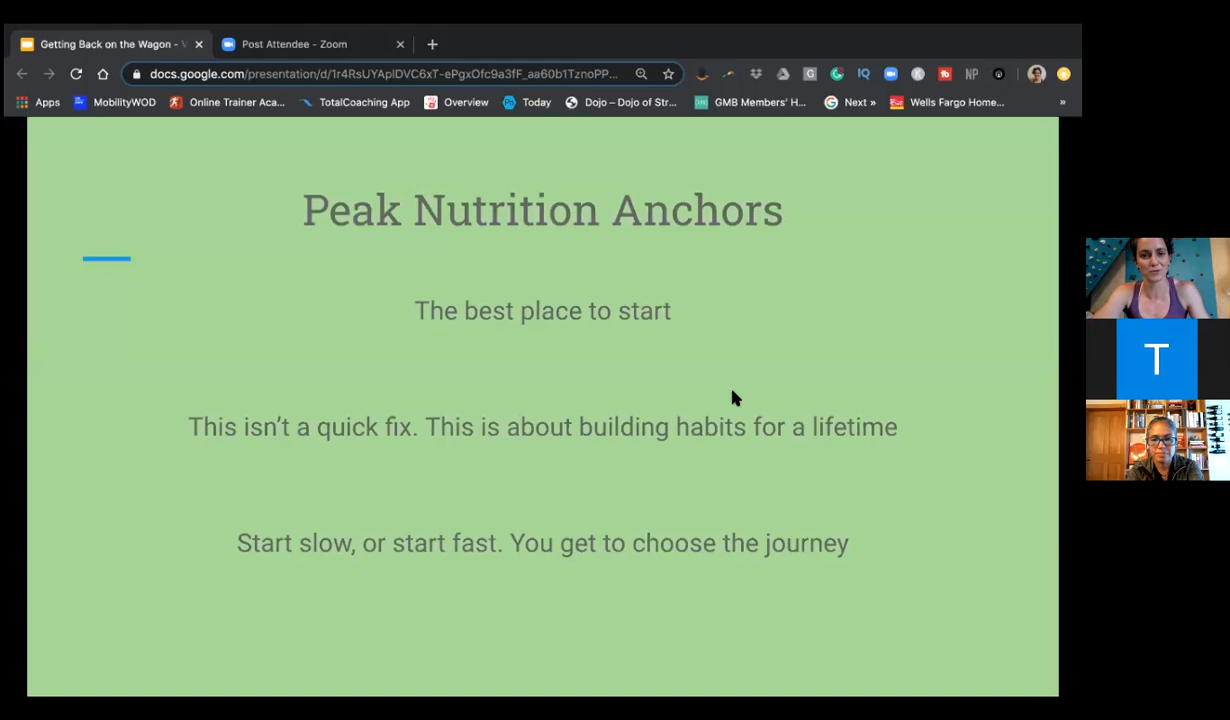 Getting Back on the Wagon -
Post Attendee - Zoom
docs.google.com/presentation/d/1r4RsUYAplDVC6xT-ePgxOfc9a3fF_aa60b1TznoPP...
Apps
MobilityWOD
Online Trainer Aca...
TotalCoaching App
Overview
Today
Dojo – Dojo of Str...
GMB Members' H...
Next »
Wells Fargo Home...
»
Peak Nutrition Anchors
The best place to start
This isn’t a quick fix. This is about building habits for a lifetime
Start slow, or start fast. You get to choose the journey
T